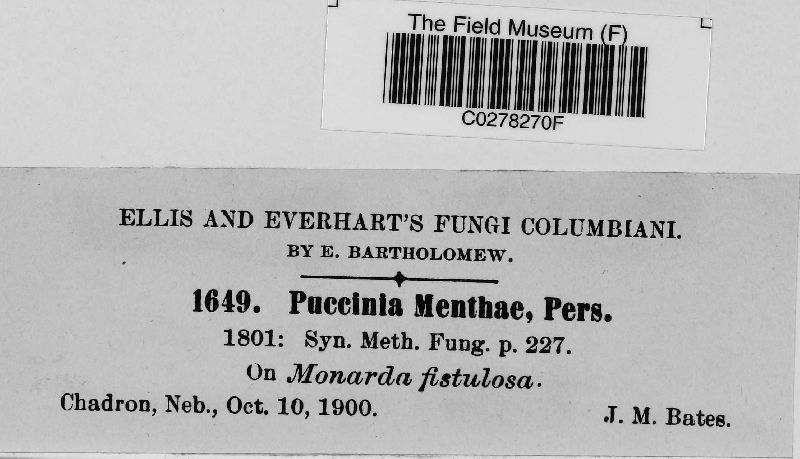 The Field Museum (F)
C0278270F
ELLIS AND EVERHART'S FUNGI COLUMBIANI.
BY E. BARTHOLOMEW.
1649. Puccinia Menthae, Pers.
1801: Syn. Meth. Fung. p. 227.
On Monarda fistulosa.
Chadron, Neb., Oct. 10, 1900. J. M. Bates.